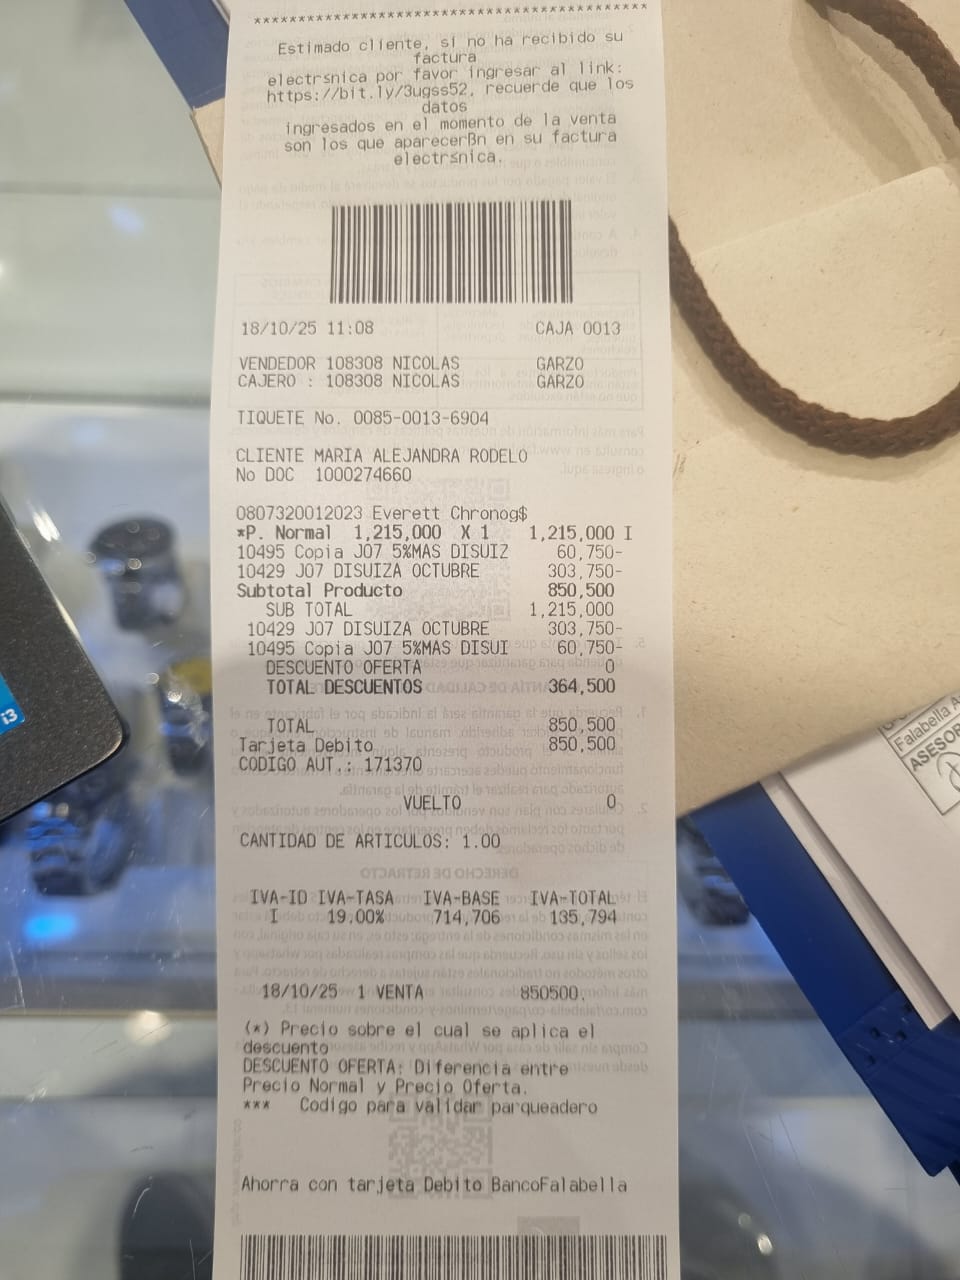 ****************************************
Estimado cliente, si no ha recibido su
factura
electrsnica por favor ingresar al link:
https://bit.ly/3ugss52, recuerde que los
datos
ingresados en el momento de la venta
son los que aparecerßn en su factura
electrsnica.
18/10/25 11:08 CAJA 0013
VENDEDOR 108308 NICOLAS GARZO
CAJERO : 108308 NICOLAS GARZO
TIQUETE No. 0085-0013-6904
CLIENTE MARIA ALEJANDRA RODELO
No DOC 1000274660
0807320012023 Everett Chronog$
*P. Normal 1,215,000 X 1 1,215,000 I
10495 Copia J07 5%MAS DISUIZ 60,750-
10429 J07 DISUIZA OCTUBRE 303,750-
Subtotal Producto 850,500
SUB TOTAL 1,215,000
10429 J07 DISUIZA OCTUBRE 303,750-
10495 Copia J07 5%MAS DISUI 60,750-
DESCUENTO OFERTA 0
TOTAL DESCUENTOS 364,500
TOTAL 850,500
Tarjeta Debito 850,500
CODIGO AUT.: 171370
VUELTO 0
CANTIDAD DE ARTICULOS: 1.00
IVA-ID IVA-TASA IVA-BASE IVA-TOTAL
I 19.00% 714,706 135,794
18/10/25 1 VENTA 850500,
(*) Precio sobre el cual se aplica el
descuento
DESCUENTO OFERTA: Diferencia entre
Precio Normal y Precio Oferta.
*** Codigo para validar parqueadero
Ahorra con tarjeta Debito BancoFalabella
i3
Falabella
ASESOR